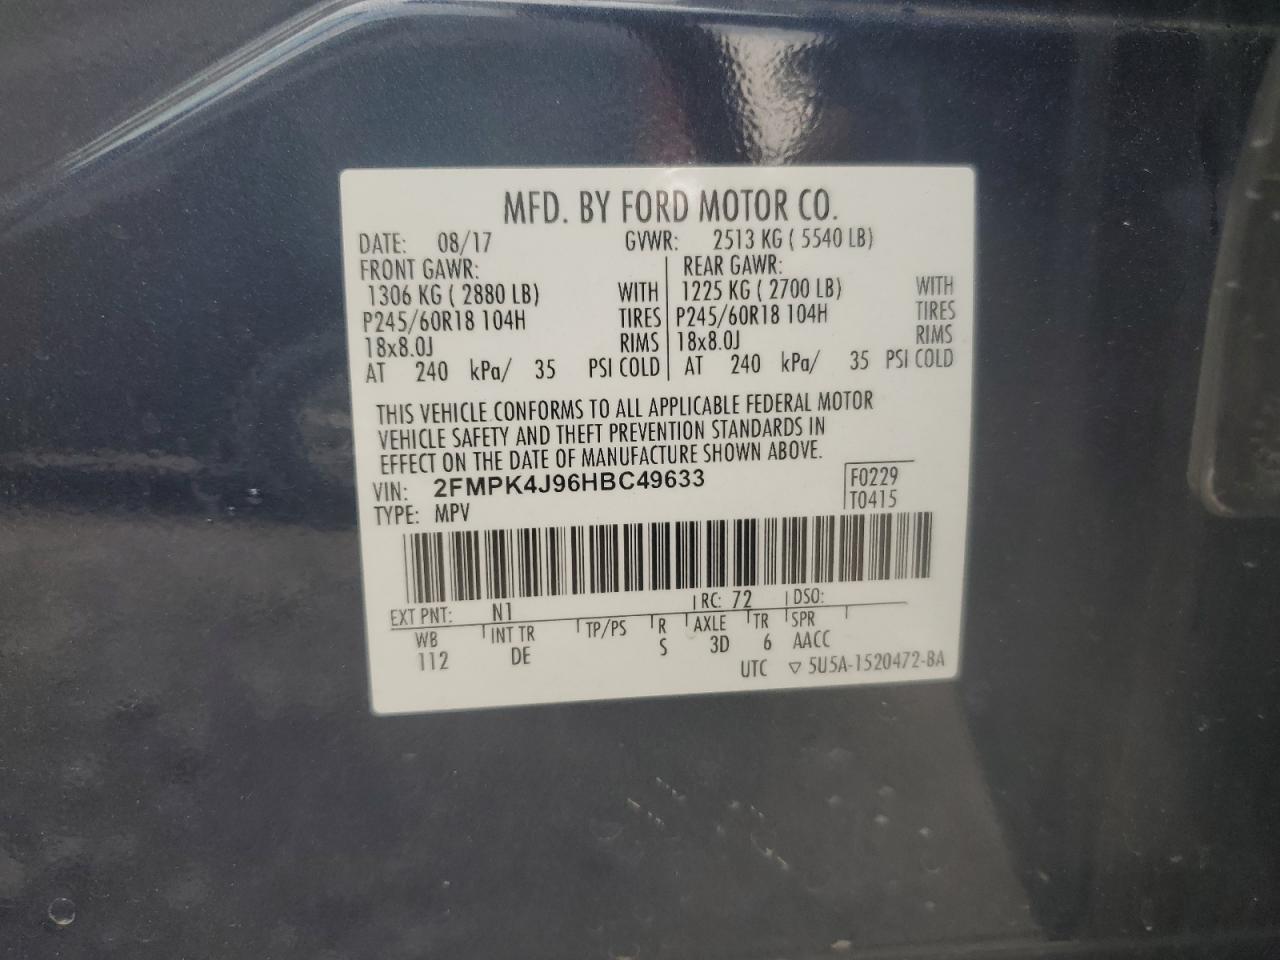 MFD. BY FORD MOTOR CO.
DATE: 08/17 GVWR: 2513 KG ( 5540 LB)
FRONT GAWR: REAR GAWR:
1306 KG ( 2880 LB) WITH 1225 KG ( 2700 LB) WITH
P245/60R18 104H TIRES P245/60R18 104H TIRES
18x8.0J RIMS 18x8.0J RIMS
AT 240 kPa/ 35 PSI COLD AT 240 kPa/ 35 PSI COLD
THIS VEHICLE CONFORMS TO ALL APPLICABLE FEDERAL MOTOR
VEHICLE SAFETY AND THEFT PREVENTION STANDARDS IN
EFFECT ON THE DATE OF MANUFACTURE SHOWN ABOVE.
VIN: 2FMPK4J96HBC49633 F0229
TYPE: MPV T0415
EXT PNT: N1 RC: 72 DSO:
WB INT TR TP/PS R AXLE TR SPR
112 DE S 3D 6 AACC
UTC ▽ 5U5A-1520472-BA